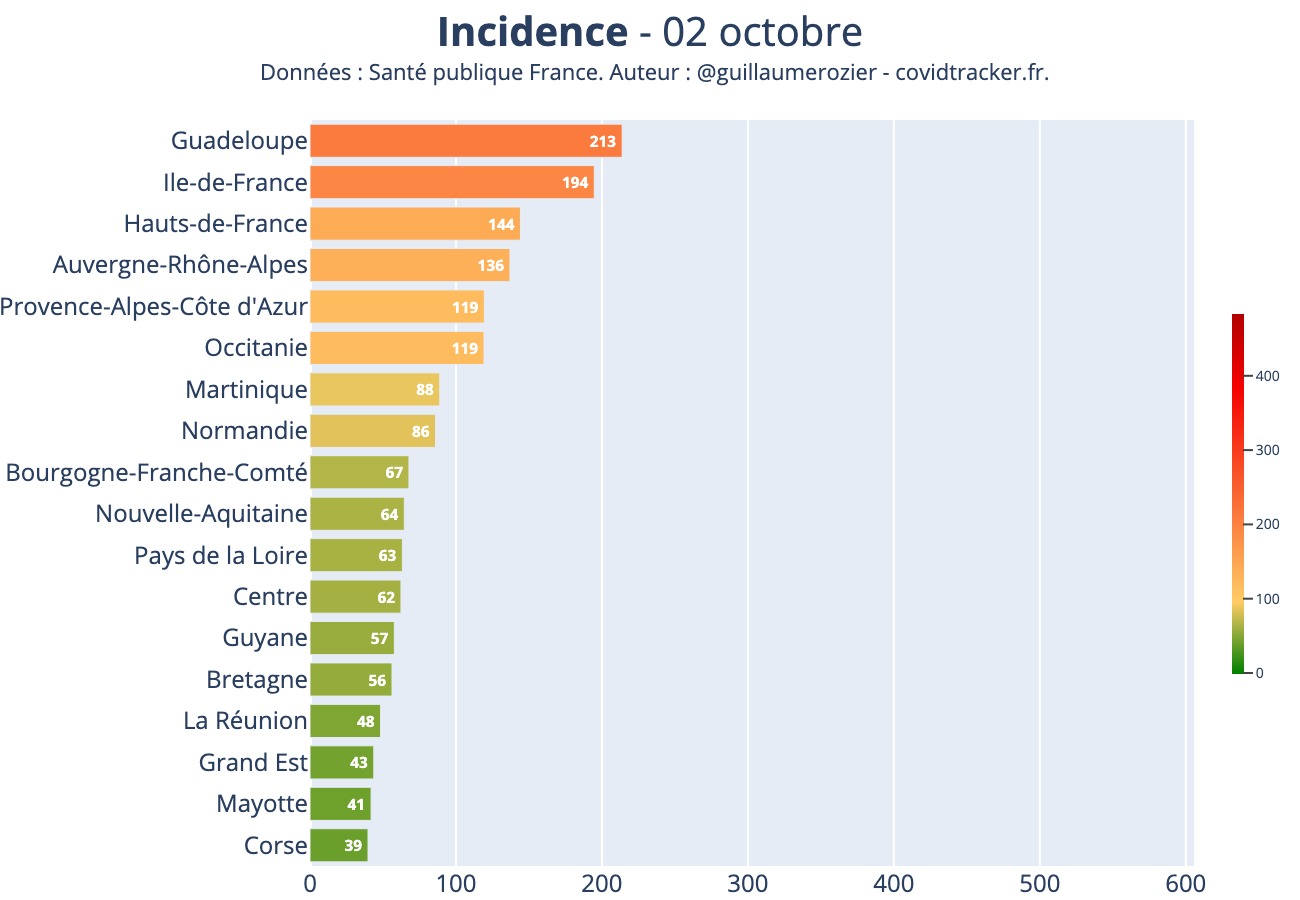 Incidence - 02 octobre
Données : Santé publique France. Auteur : @guillaumerozier - covidtracker.fr.
Guadeloupe 213
Ile-de-France 194
Hauts-de-France 144
Auvergne-Rhône-Alpes 136
Provence-Alpes-Côte d'Azur 119
Occitanie 119
Martinique 88
Normandie 86
Bourgogne-Franche-Comté 67
Nouvelle-Aquitaine 64
Pays de la Loire 63
Centre 62
Guyane 57
Bretagne 56
La Réunion 48
Grand Est 43
Mayotte 41
Corse 39
0 100 200 300 400 500 600
400
300
200
100
0